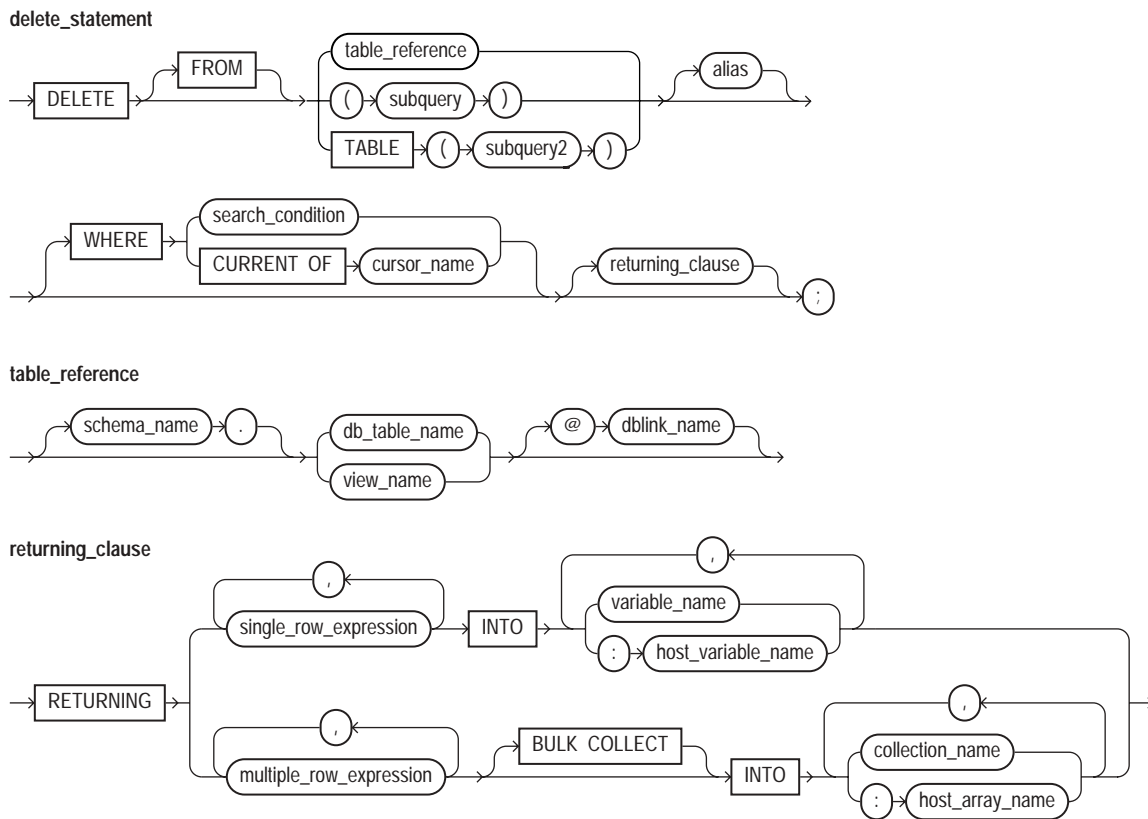 delete_statement
FROM
table_reference
alias
DELETE
( subquery )
TABLE ( subquery2 )
search_condition
WHERE
CURRENT OF cursor_name
returning_clause
;
table_reference
schema_name .
db_table_name
@ dblink_name
view_name
returning_clause
,
,
variable_name
single_row_expression INTO
: host_variable_name
RETURNING
,
BULK COLLECT
,
collection_name
multiple_row_expression INTO
: host_array_name